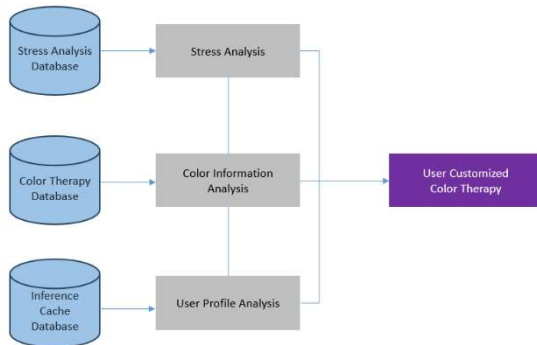 Stress Analysis
Database
Stress Analysis
Color Therapy
Database
Color Information
Analysis
User Customized
Color Therapy
Inference
Cache
Database
User Profile Analysis